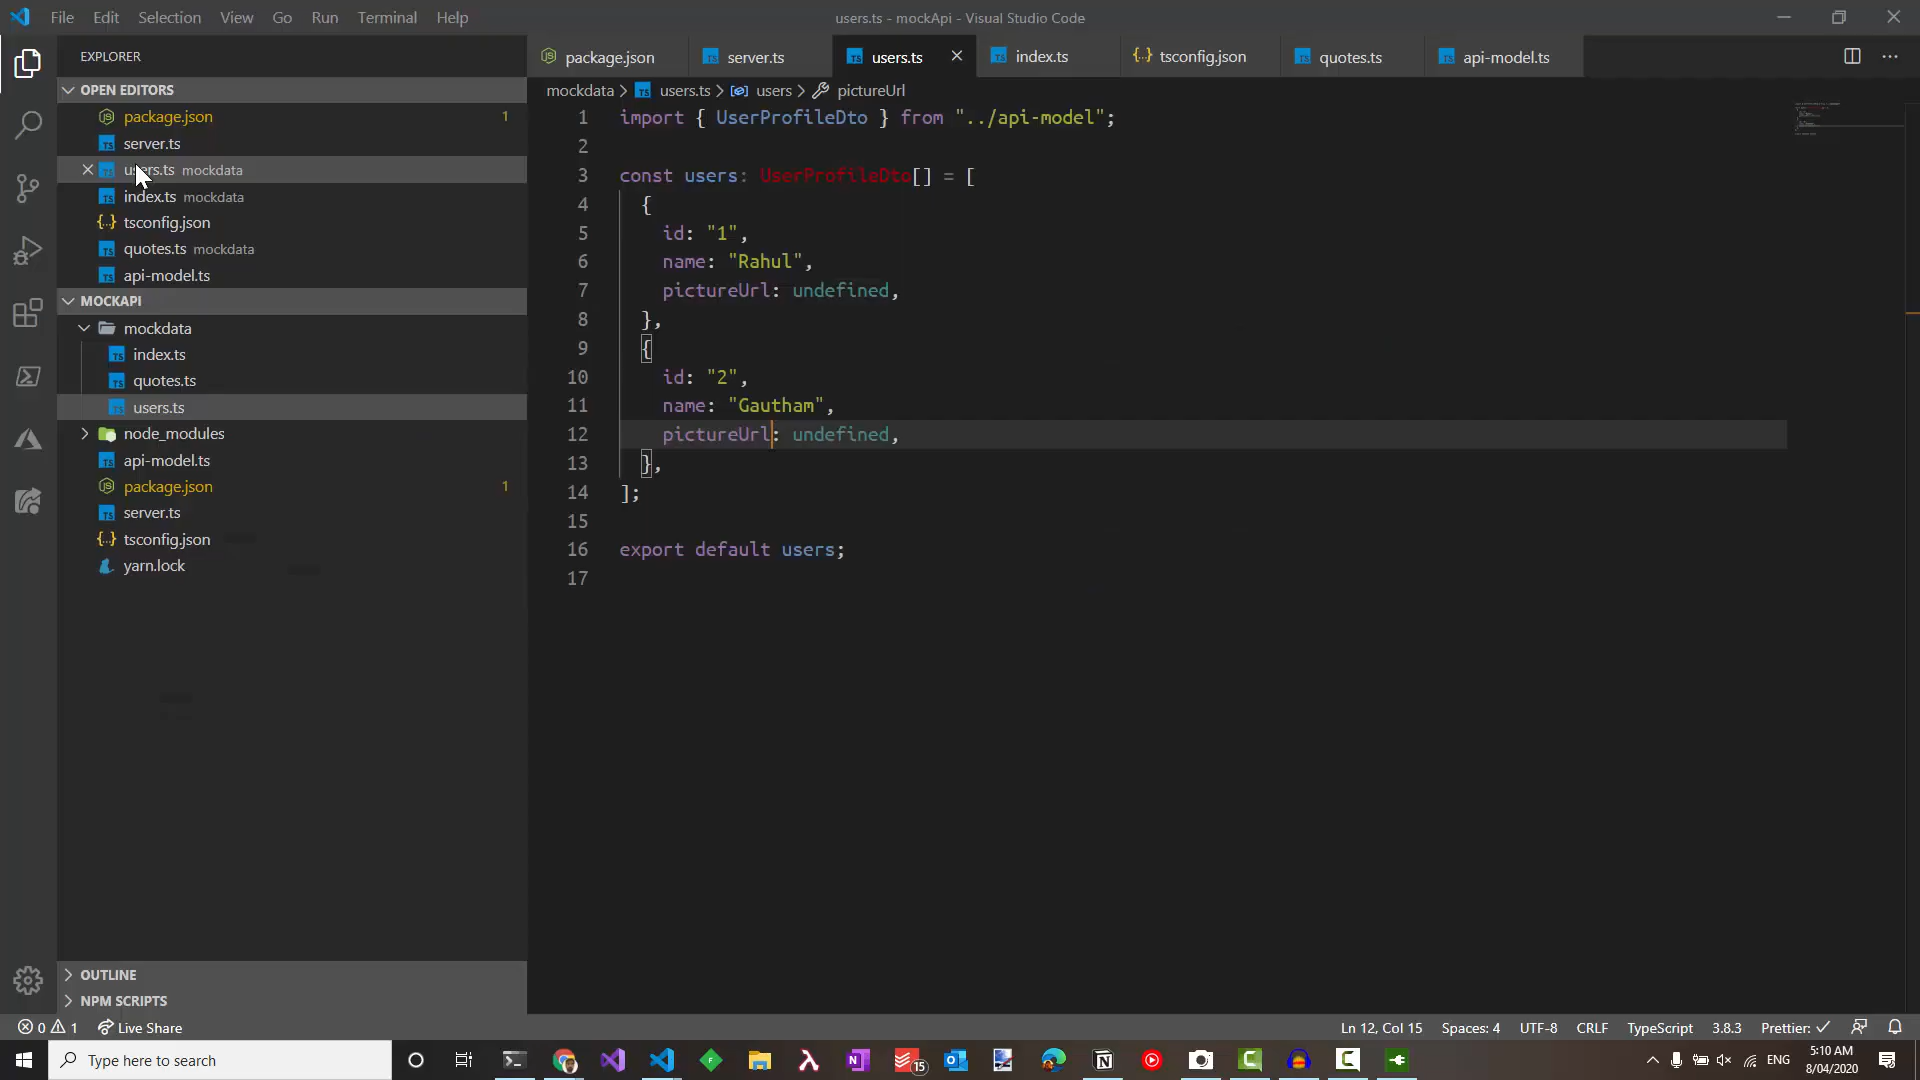 File Edit Selection View Go Run Terminal Help
users.ts - mockApi - Visual Studio Code
EXPLORER
OPEN EDITORS
package.json 1
server.ts
users.ts mockdata
index.ts mockdata
tsconfig.json
quotes.ts mockdata
api-model.ts
MOCKAPI
mockdata
index.ts
quotes.ts
users.ts
node_modules
api-model.ts
package.json 1
server.ts
tsconfig.json
yarn.lock
OUTLINE
NPM SCRIPTS
package.json server.ts users.ts index.ts tsconfig.json quotes.ts api-model.ts
mockdata > users.ts > users > pictureUrl
1 import { UserProfileDto } from "../api-model";
2
3 const users: UserProfileDto[] = [
4 {
5 id: "1",
6 name: "Rahul",
7 pictureUrl: undefined,
8 },
9 {
10 id: "2",
11 name: "Gautham",
12 pictureUrl: undefined,
13 },
14 ];
15
16 export default users;
17
0 1 Live Share Ln 12, Col 15 Spaces: 4 UTF-8 CRLF TypeScript 3.8.3 Prettier: ✓
Type here to search
15
ENG
5:10 AM
8/04/2020